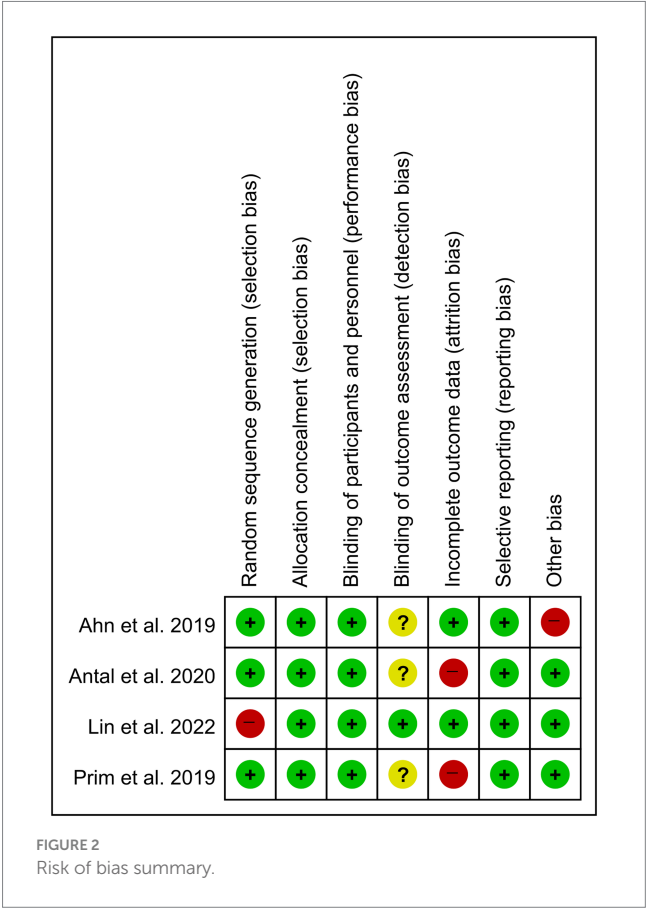 Random sequence generation (selection bias)
Allocation concealment (selection bias)
Blinding of participants and personnel (performance bias)
Blinding of outcome assessment (detection bias)
Incomplete outcome data (attrition bias)
Selective reporting (reporting bias)
Other bias
Ahn et al. 2019 + + + ? + + –
Antal et al. 2020 + + + ? – + +
Lin et al. 2022 – + + + + + +
Prim et al. 2019 + + + ? – + +
FIGURE 2
Risk of bias summary.